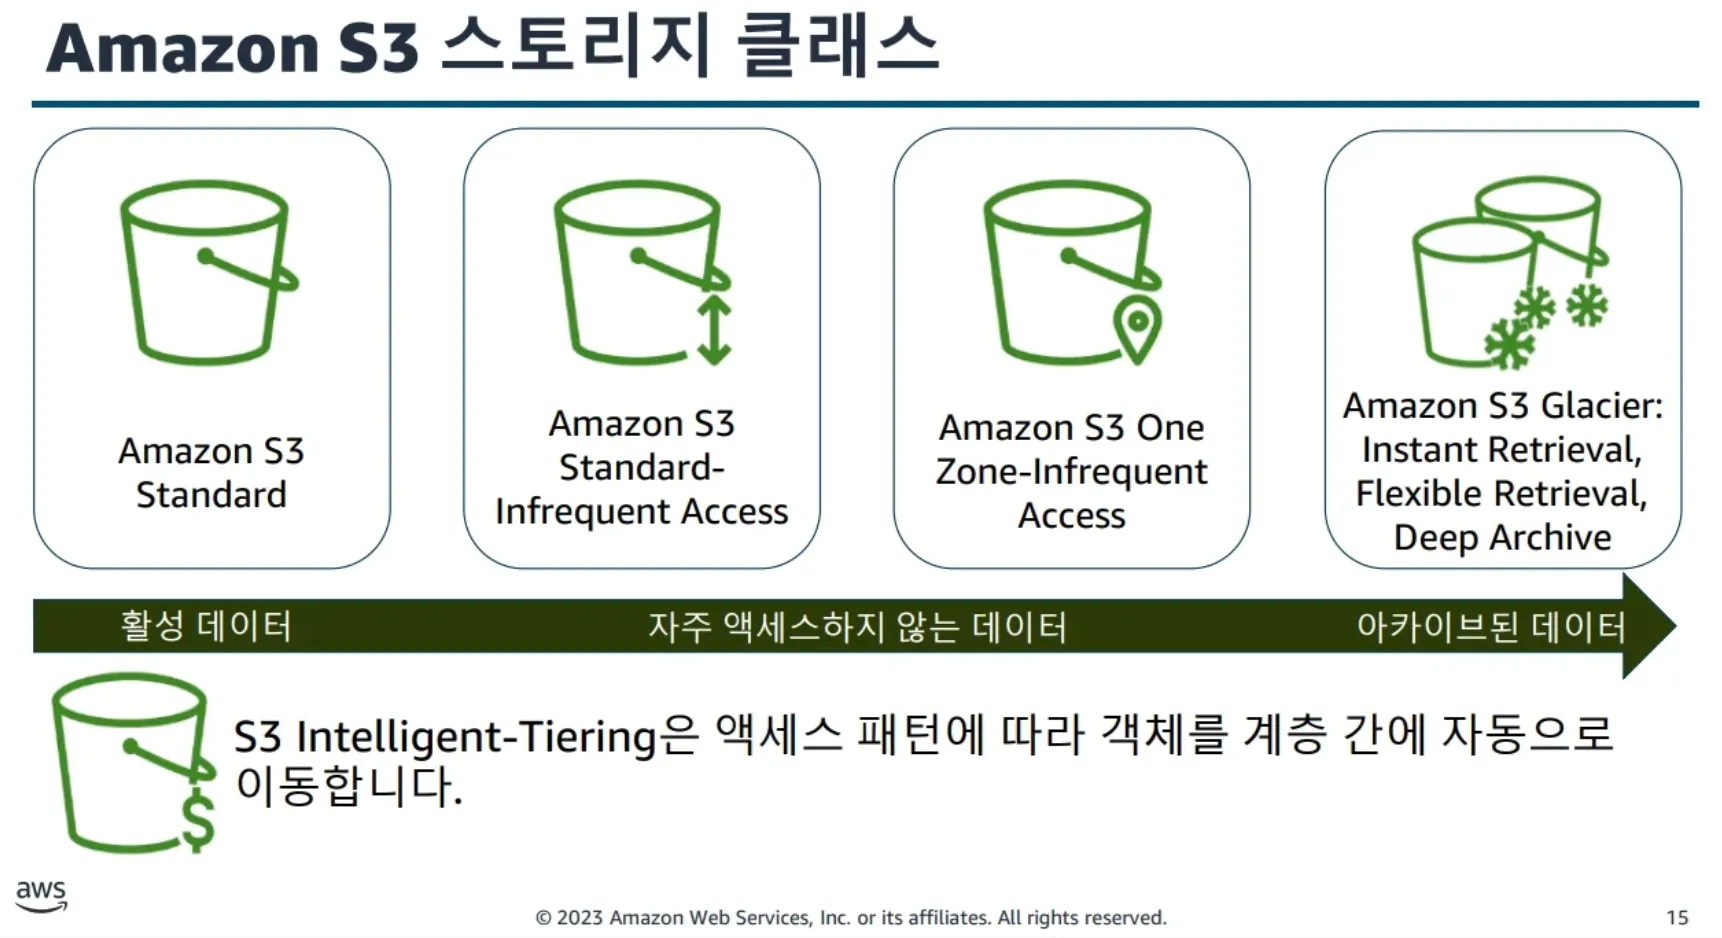 Amazon S3 스토리지 클래스
Amazon S3
Standard
Amazon S3
Standard-
Infrequent Access
Amazon S3 One
Zone-Infrequent
Access
Amazon S3 Glacier:
Instant Retrieval,
Flexible Retrieval,
Deep Archive
활성 데이터
자주 액세스하지 않는 데이터
아카이브된 데이터
S3 Intelligent-Tiering은 액세스 패턴에 따라 객체를 계층 간에 자동으로
이동합니다.
$
aws
© 2023 Amazon Web Services, Inc. or its affiliates. All rights reserved.
15